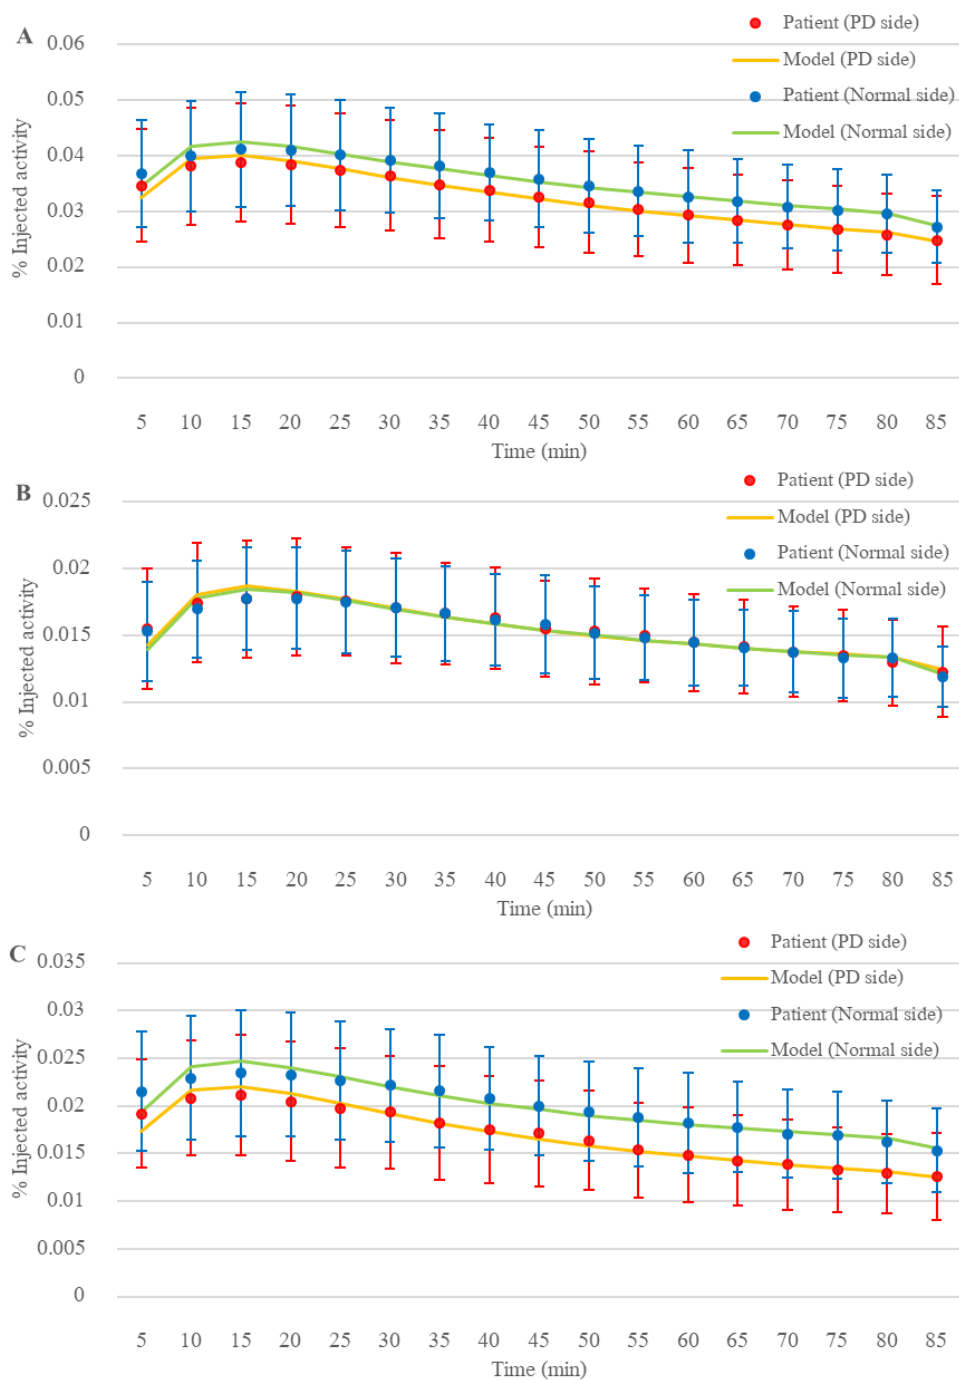 A
0.06
0.05
0.04
0.03
0.02
0.01
0
% Injected activity
Patient (PD side)
Model (PD side)
Patient (Normal side)
Model (Normal side)
5 10 15 20 25 30 35 40 45 50 55 60 65 70 75 80 85
Time (min)
B
0.025
0.02
0.015
0.01
0.005
0
% Injected activity
Patient (PD side)
Model (PD side)
Patient (Normal side)
Model (Normal side)
5 10 15 20 25 30 35 40 45 50 55 60 65 70 75 80 85
Time (min)
C
0.035
0.03
0.025
0.02
0.015
0.01
0.005
0
% Injected activity
Patient (PD side)
Model (PD side)
Patient (Normal side)
Model (Normal side)
5 10 15 20 25 30 35 40 45 50 55 60 65 70 75 80 85
Time (min)